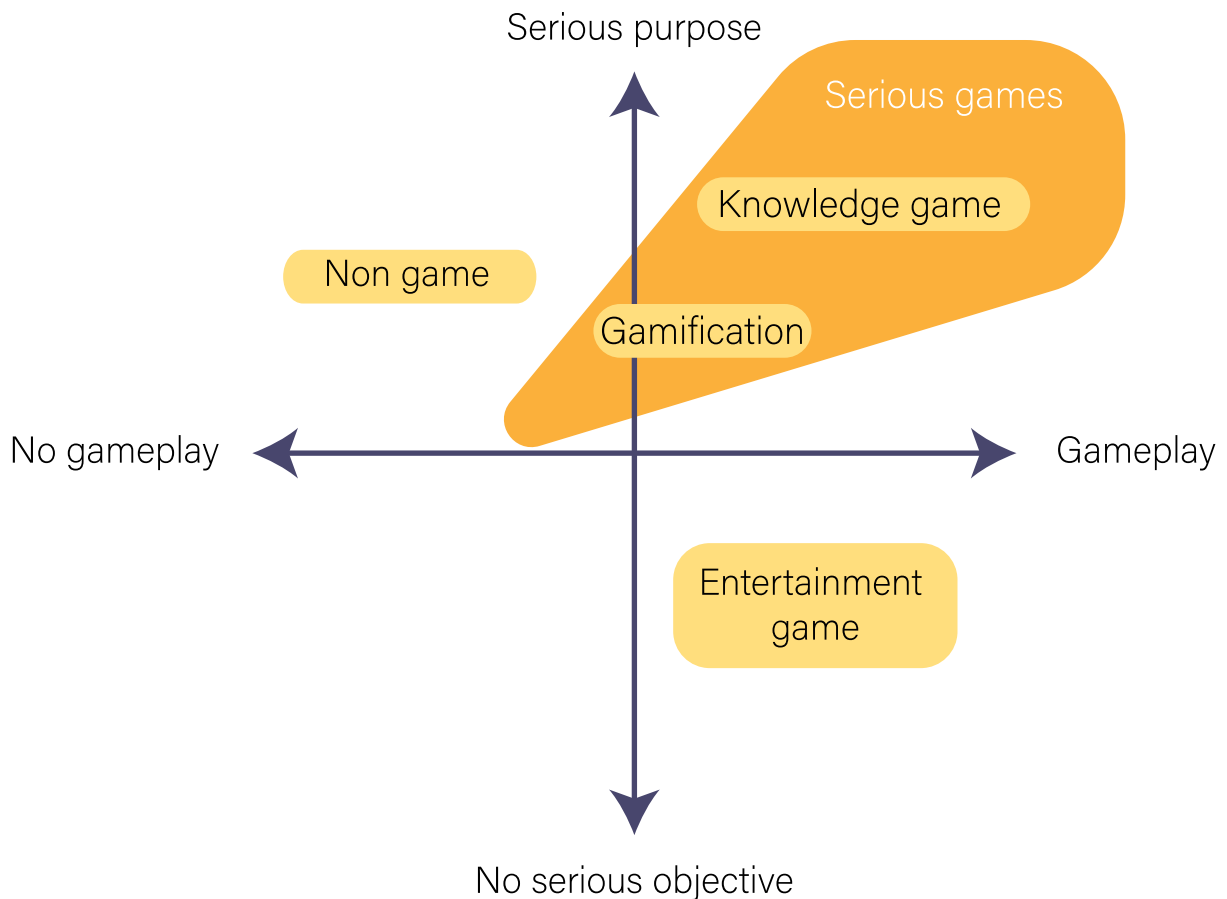 Serious purpose
Serious games
Knowledge game
Non game
Gamification
No gameplay
Gameplay
Entertainment
game
No serious objective